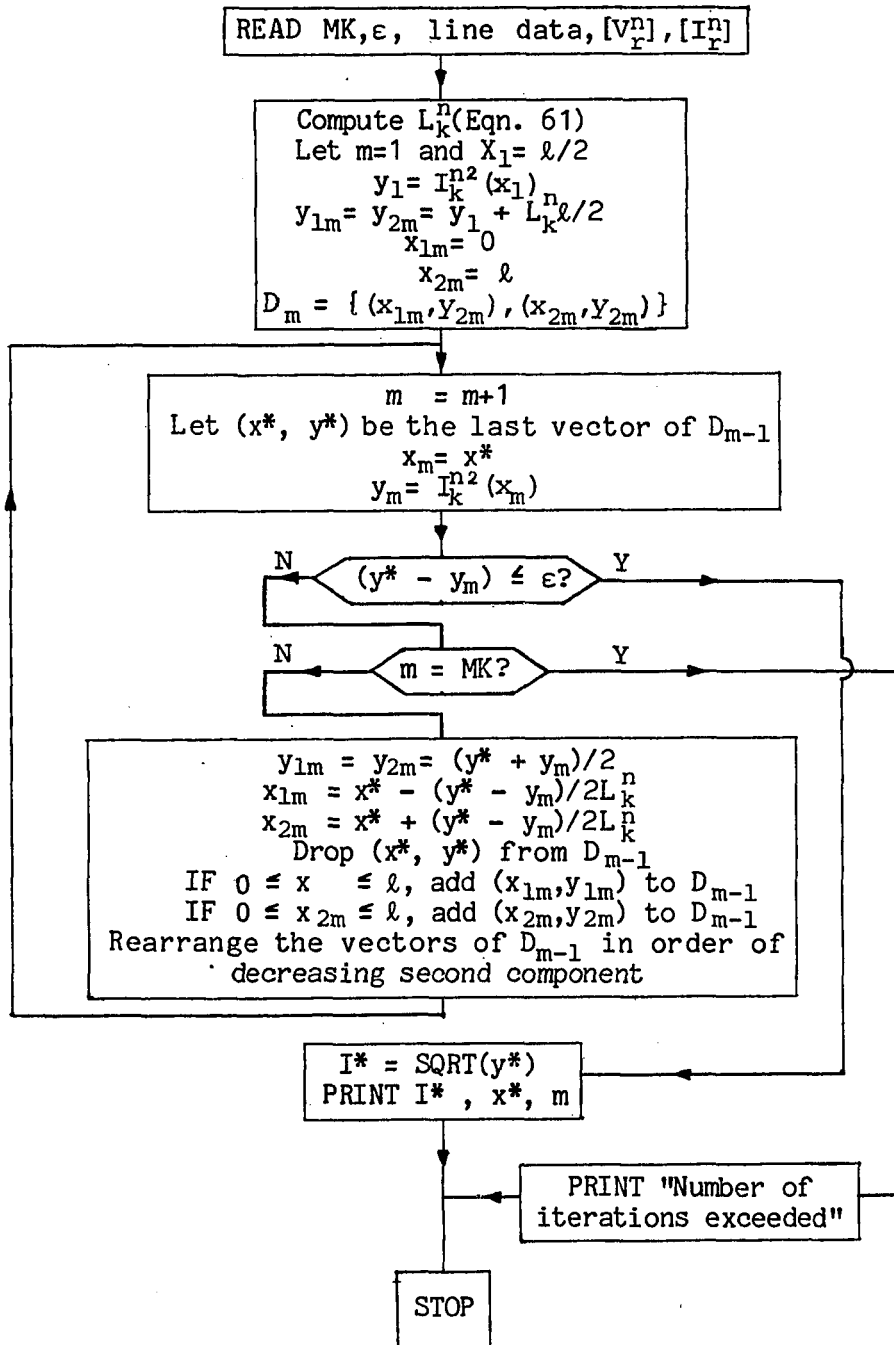 READ MK,ε, line data,[V_r^n],[I_r^n]
Compute L_k^n(Eqn. 61)
Let m=1 and X_1= ℓ/2
y_1= I_k^n2(x_1)
y_1m= y_2m= y_1 + L_k^n ℓ/2
x_1m= 0
x_2m= ℓ
D_m = {(x_1m,y_2m),(x_2m,y_2m)}
m = m+1
Let (x*, y*) be the last vector of D_m-1
x_m= x*
y_m= I_k^n2(x_m)
N
(y* - y_m) ≤ ε?
Y
N
m = MK?
Y
y_1m = y_2m= (y* + y_m)/2
x_1m = x* - (y* - y_m)/2L_k^n
x_2m = x* + (y* - y_m)/2L_k^n
Drop (x*, y*) from D_m-1
IF 0 ≤ x ≤ ℓ, add (x_1m,y_1m) to D_m-1
IF 0 ≤ x_2m ≤ ℓ, add (x_2m,y_2m) to D_m-1
Rearrange the vectors of D_m-1 in order of
decreasing second component
I* = SQRT(y*)
PRINT I* , x*, m
PRINT "Number of
iterations exceeded"
STOP